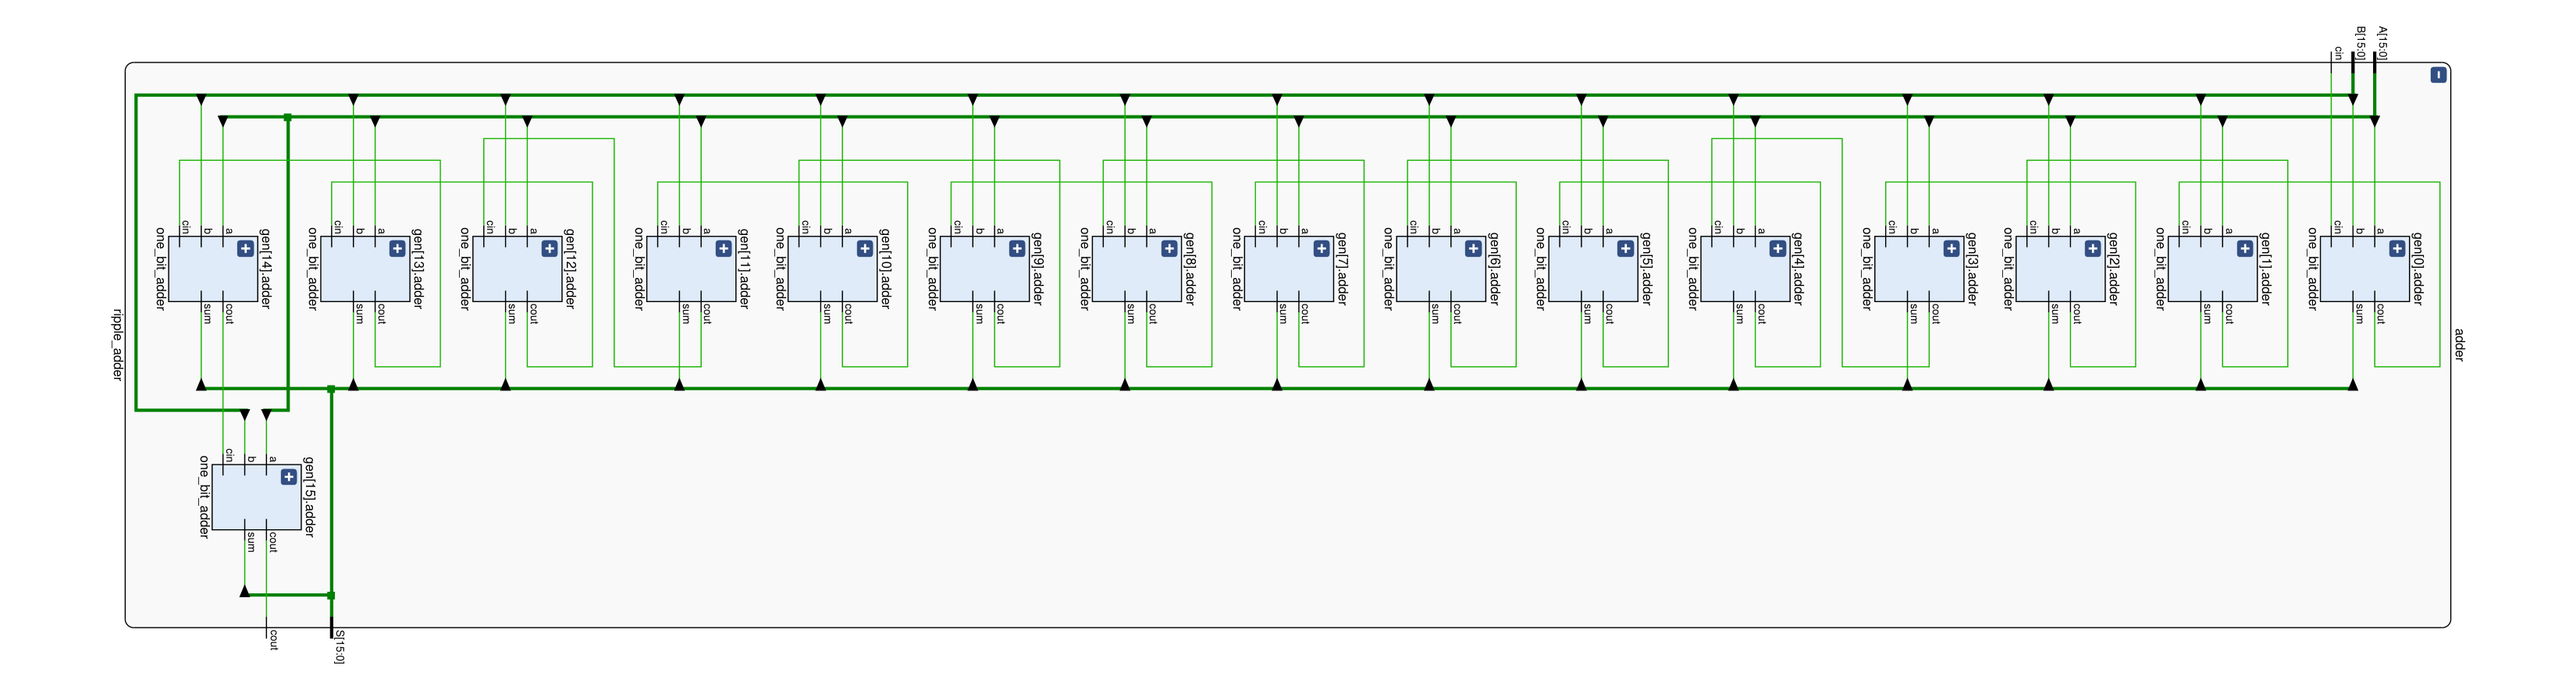 A[15:0]
B[15:0]
cin
adder
ripple_adder
gen[0].adder
a
b
cin
cout
sum
one_bit_adder
gen[1].adder
a
b
cin
cout
sum
one_bit_adder
gen[2].adder
a
b
cin
cout
sum
one_bit_adder
gen[3].adder
a
b
cin
cout
sum
one_bit_adder
gen[4].adder
a
b
cin
cout
sum
one_bit_adder
gen[5].adder
a
b
cin
cout
sum
one_bit_adder
gen[6].adder
a
b
cin
cout
sum
one_bit_adder
gen[7].adder
a
b
cin
cout
sum
one_bit_adder
gen[8].adder
a
b
cin
cout
sum
one_bit_adder
gen[9].adder
a
b
cin
cout
sum
one_bit_adder
gen[10].adder
a
b
cin
cout
sum
one_bit_adder
gen[11].adder
a
b
cin
cout
sum
one_bit_adder
gen[12].adder
a
b
cin
cout
sum
one_bit_adder
gen[13].adder
a
b
cin
cout
sum
one_bit_adder
gen[14].adder
a
b
cin
cout
sum
one_bit_adder
gen[15].adder
a
b
cin
cout
sum
one_bit_adder
S[15:0]
cout